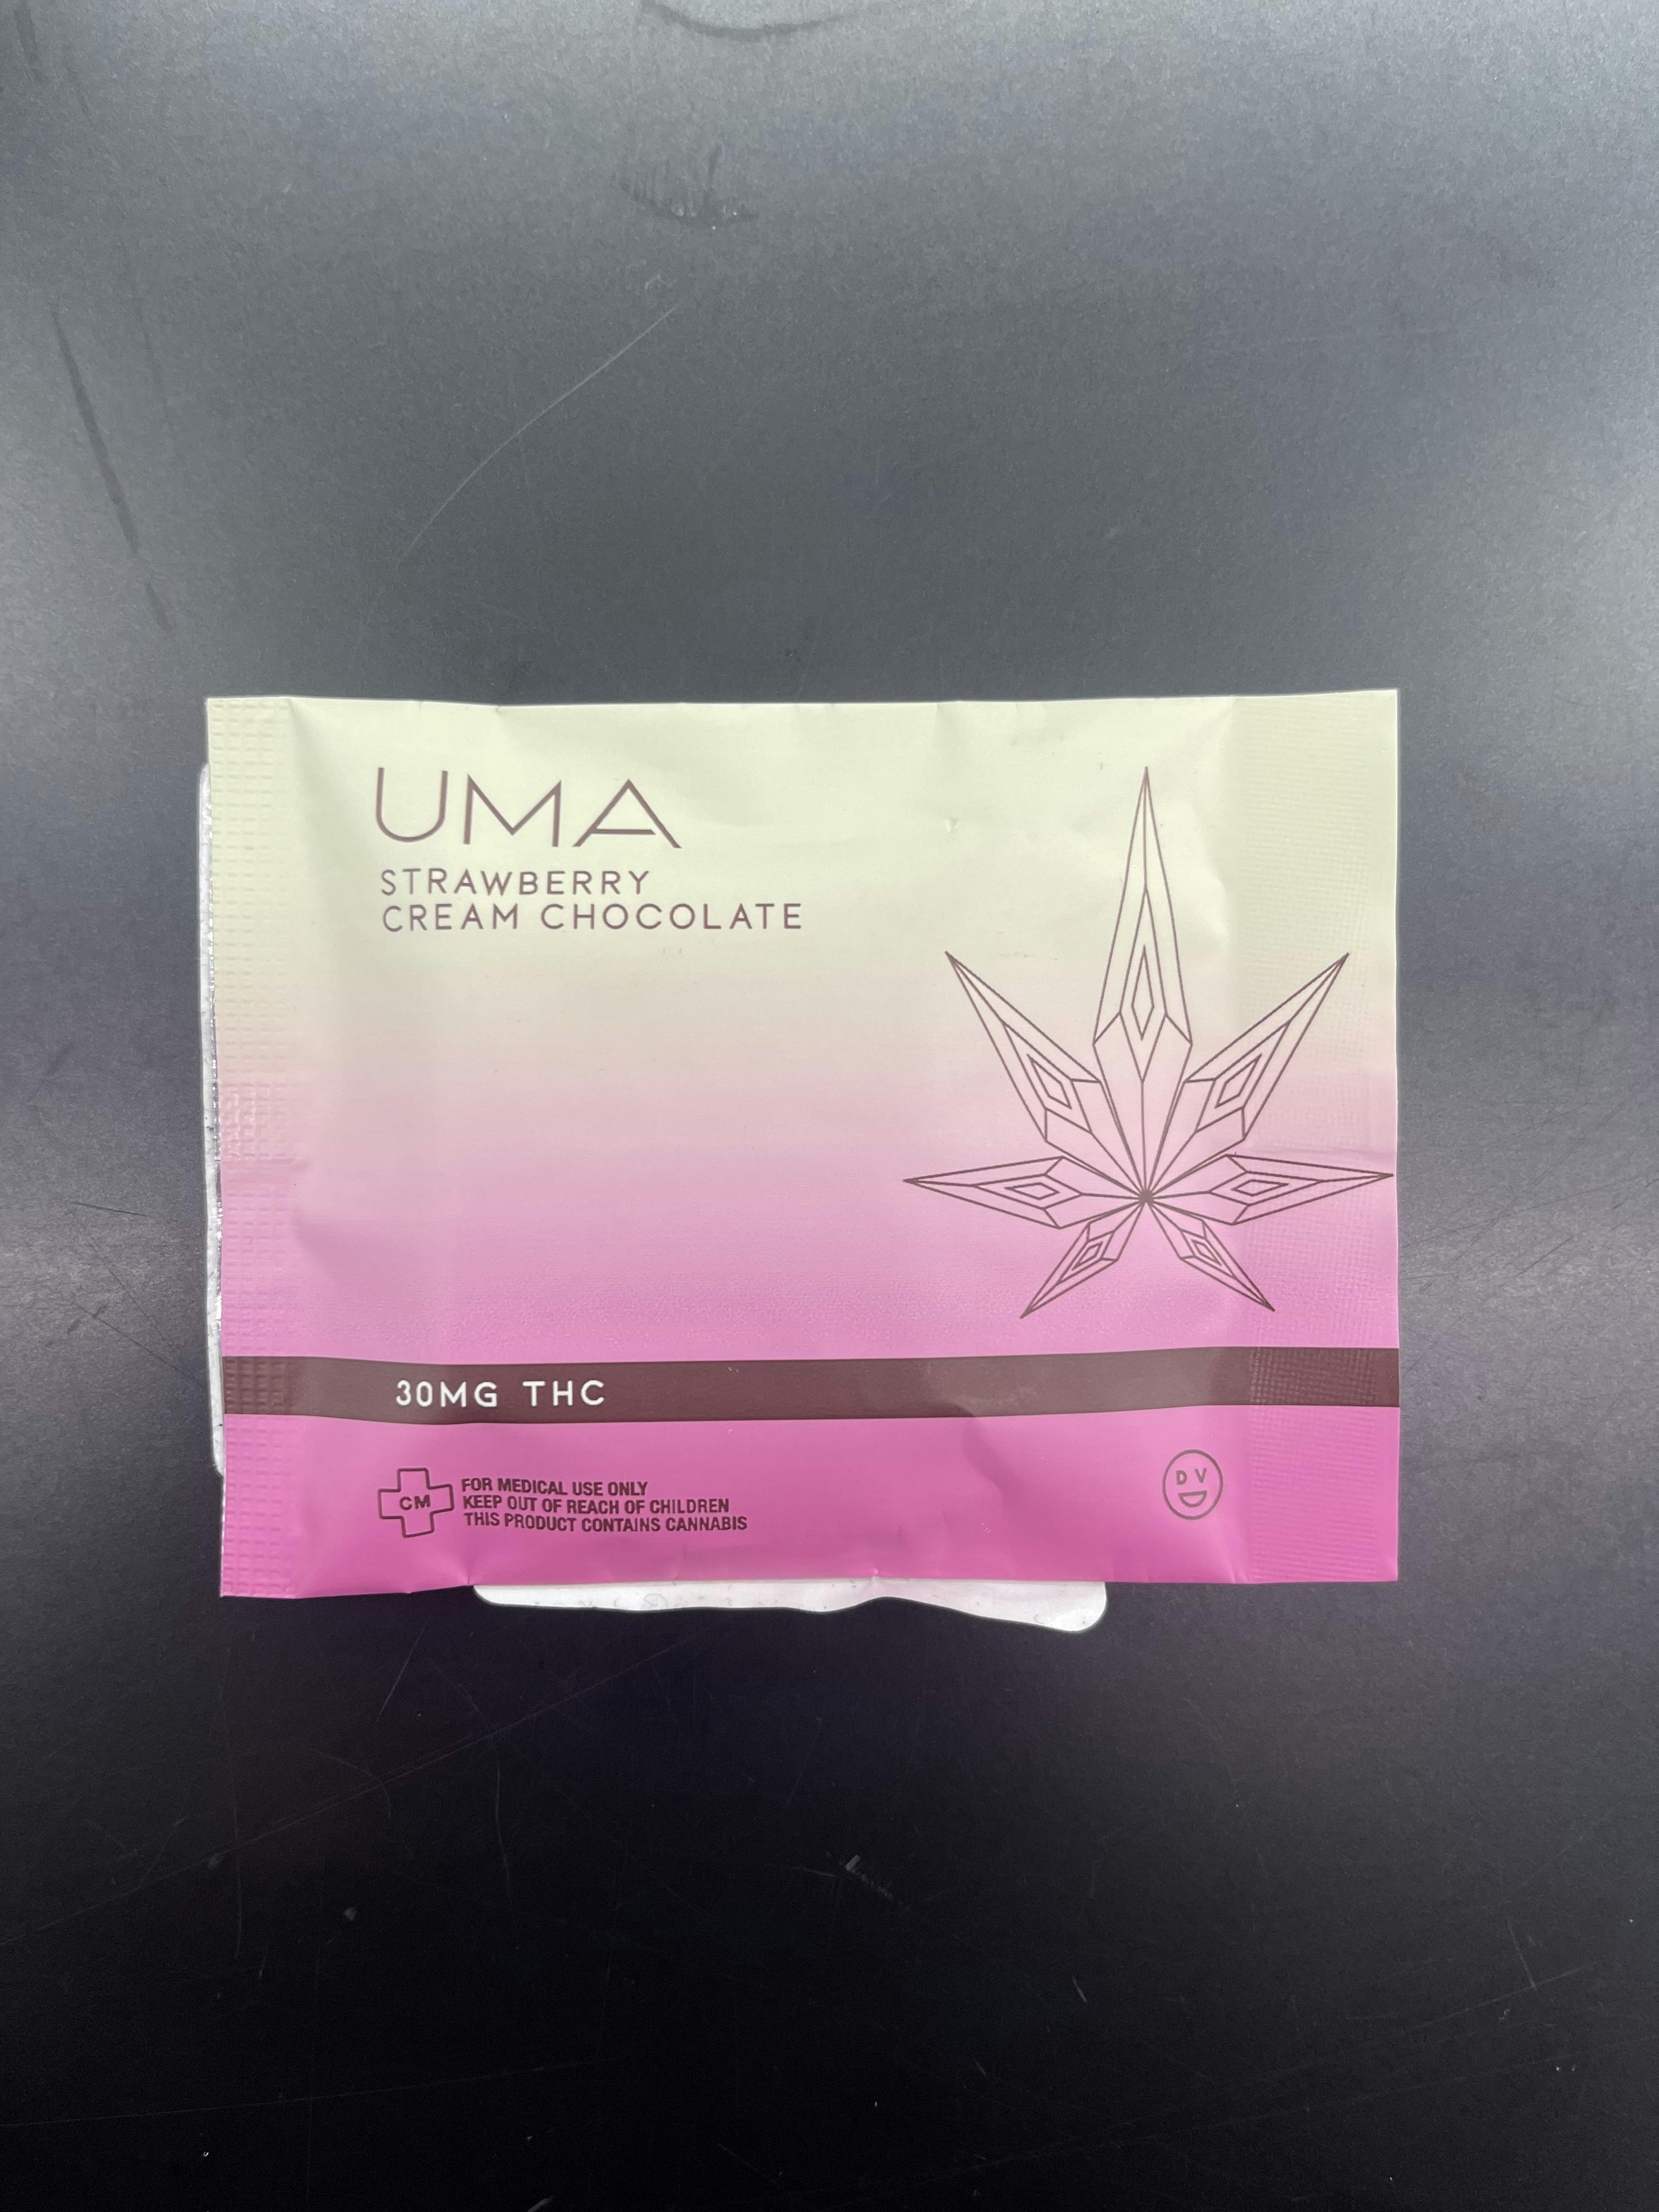 UMA
STRAWBERRY
CREAM CHOCOLATE
30MG THC
CM
FOR MEDICAL USE ONLY
KEEP OUT OF REACH OF CHILDREN
THIS PRODUCT CONTAINS CANNABIS
DV